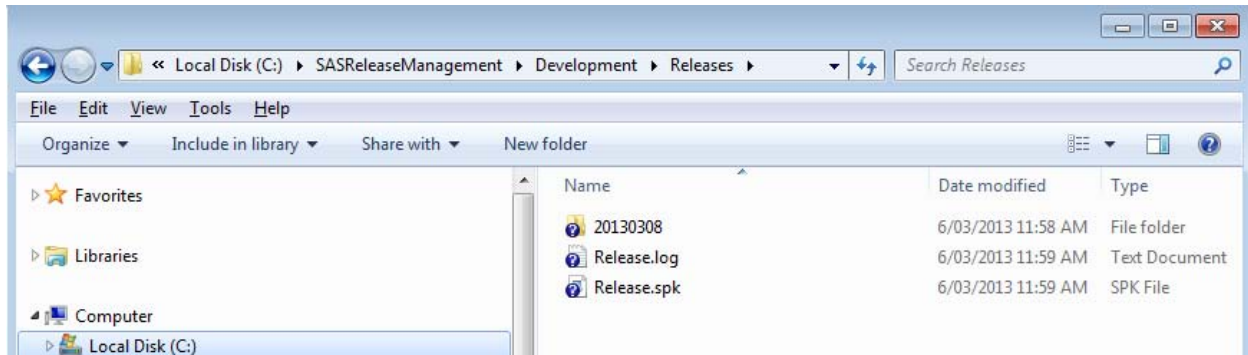 « Local Disk (C:) ▸ SASReleaseManagement ▸ Development ▸ Releases ▸ Search Releases
File Edit View Tools Help
Organize Include in library Share with New folder
Name Date modified Type
Favorites
20130308 6/03/2013 11:58 AM File folder
Release.log 6/03/2013 11:59 AM Text Document
Libraries
Release.spk 6/03/2013 11:59 AM SPK File
Computer
Local Disk (C:)